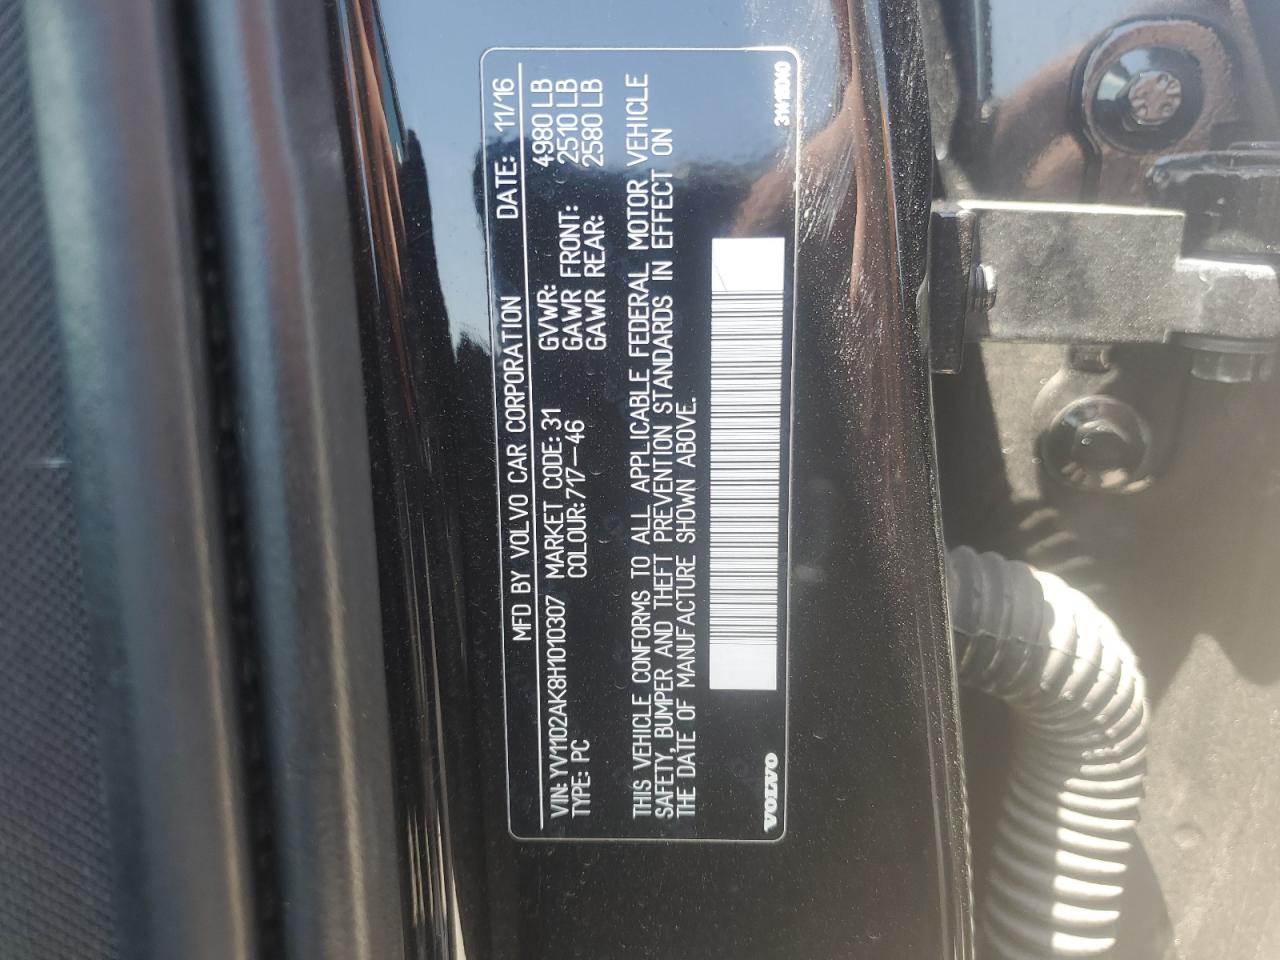 MFD BY VOLVO CAR CORPORATION DATE: 11/16
VIN: YV1102AK8H1010307 MARKET CODE: 31 GVWR: 4980 LB
TYPE: PC COLOUR: 717-46 GAWR FRONT: 2510 LB
GAWR REAR: 2580 LB
THIS VEHICLE CONFORMS TO ALL APPLICABLE FEDERAL MOTOR VEHICLE
SAFETY, BUMPER AND THEFT PREVENTION STANDARDS IN EFFECT ON
THE DATE OF MANUFACTURE SHOWN ABOVE.
VOLVO